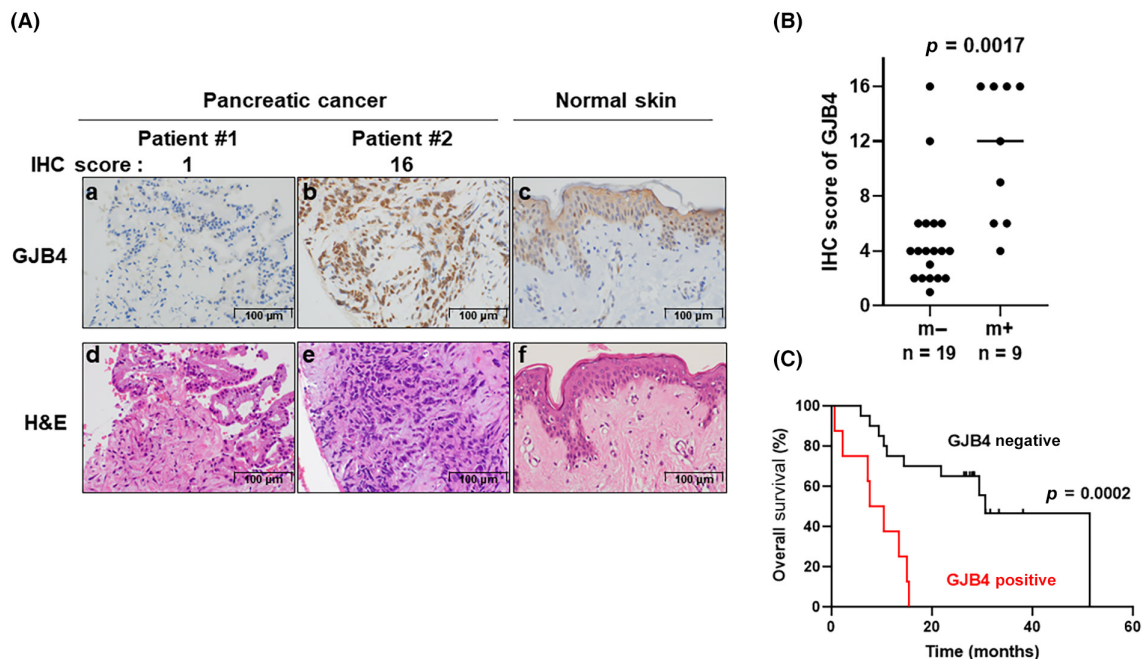 (A)
Pancreatic cancer
Normal skin
Patient #1
Patient #2
IHC score :
1
16
a
b
c
GJB4
100 μm
100 μm
100 μm
d
e
f
H&E
100 μm
100 μm
100 μm
(B)
p = 0.0017
IHC score of GJB4
16
12
8
4
0
m−
m+
n = 19
n = 9
(C)
Overall survival (%)
100
80
60
40
20
0
GJB4 negative
p = 0.0002
GJB4 positive
0
20
40
60
Time (months)